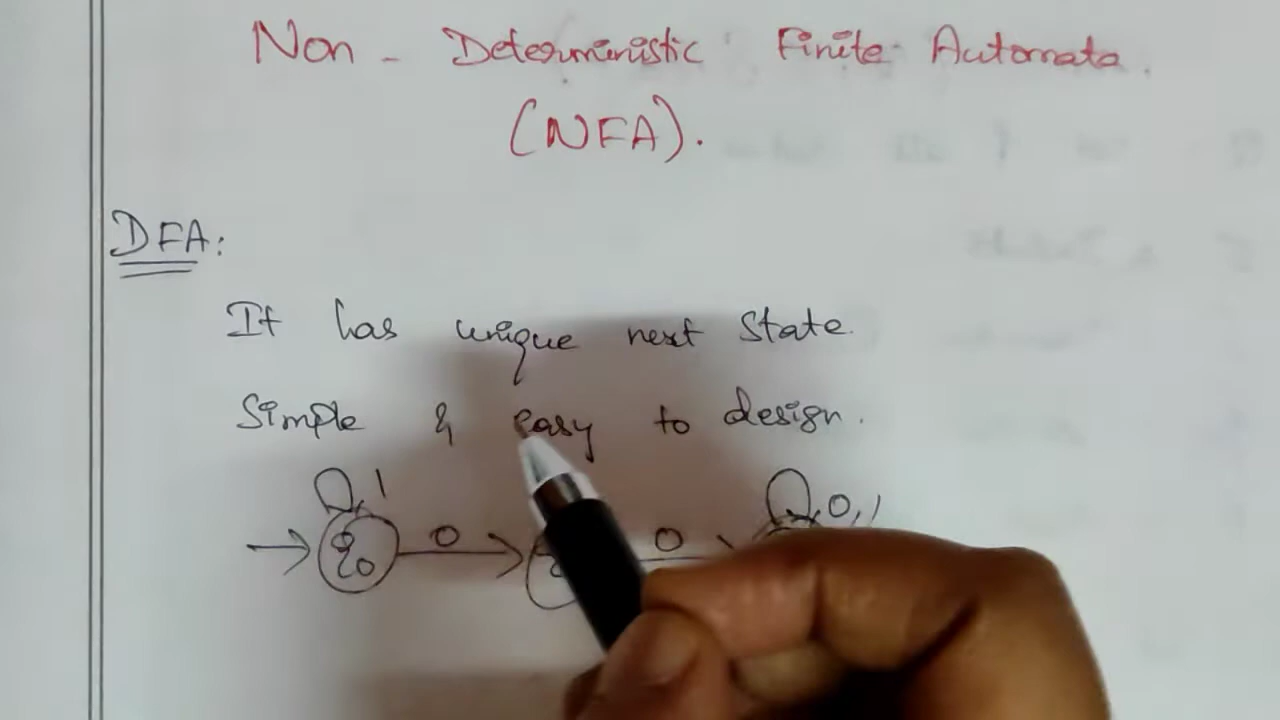 Non - Deterministic Finite Automata.
(NFA).
DFA:
It has unique next state.
Simple & easy to design.
1 0,1
q0 0 0